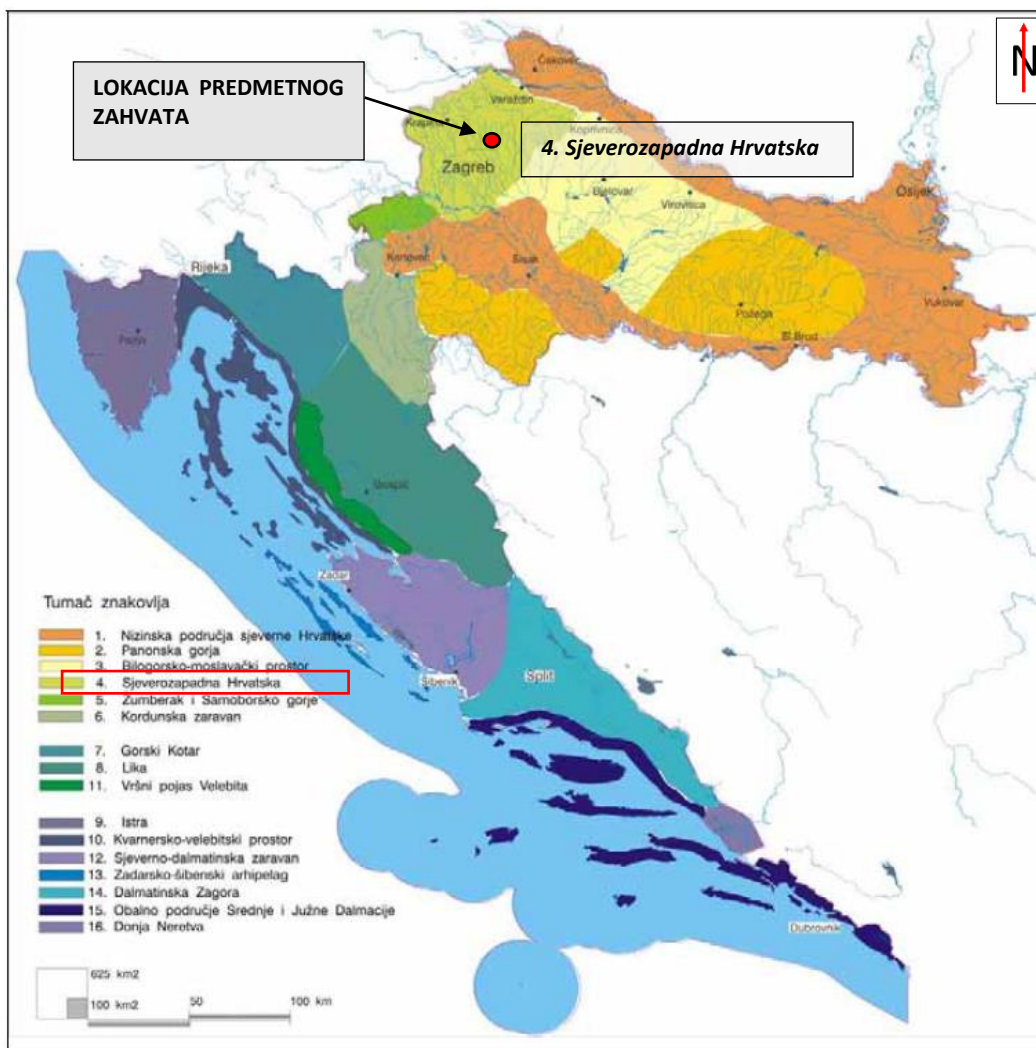 LOKACIJA PREDMETNOG
ZAHVATA
N
4. Sjeverozapadna Hrvatska
Čakovec
Varaždin
Krapina
Koprivnica
Zagreb
Bjelovar
Virovitica
Osijek
Karlovac
Sisak
Požega
Vukovar
Sl.Brod
Rijeka
Pazin
Gospić
Zadar
Šibenik
Split
Dubrovnik
Tumač znakovlja
1. Nizinska područja sjeverne Hrvatske
2. Panonska gorja
3. Bilogorsko-moslavački prostor
4. Sjeverozapadna Hrvatska
5. Žumberak i Samoborsko gorje
6. Kordunska zaravan
7. Gorski Kotar
8. Lika
11. Vršni pojas Velebita
9. Istra
10. Kvarnersko-velebitski prostor
12. Sjeverno-dalmatinska zaravan
13. Zadarsko-šibenski arhipelag
14. Dalmatinska Zagora
15. Obalno područje Srednje i Južne Dalmacije
16. Donja Neretva
625 km2
100 km2
50
100 km